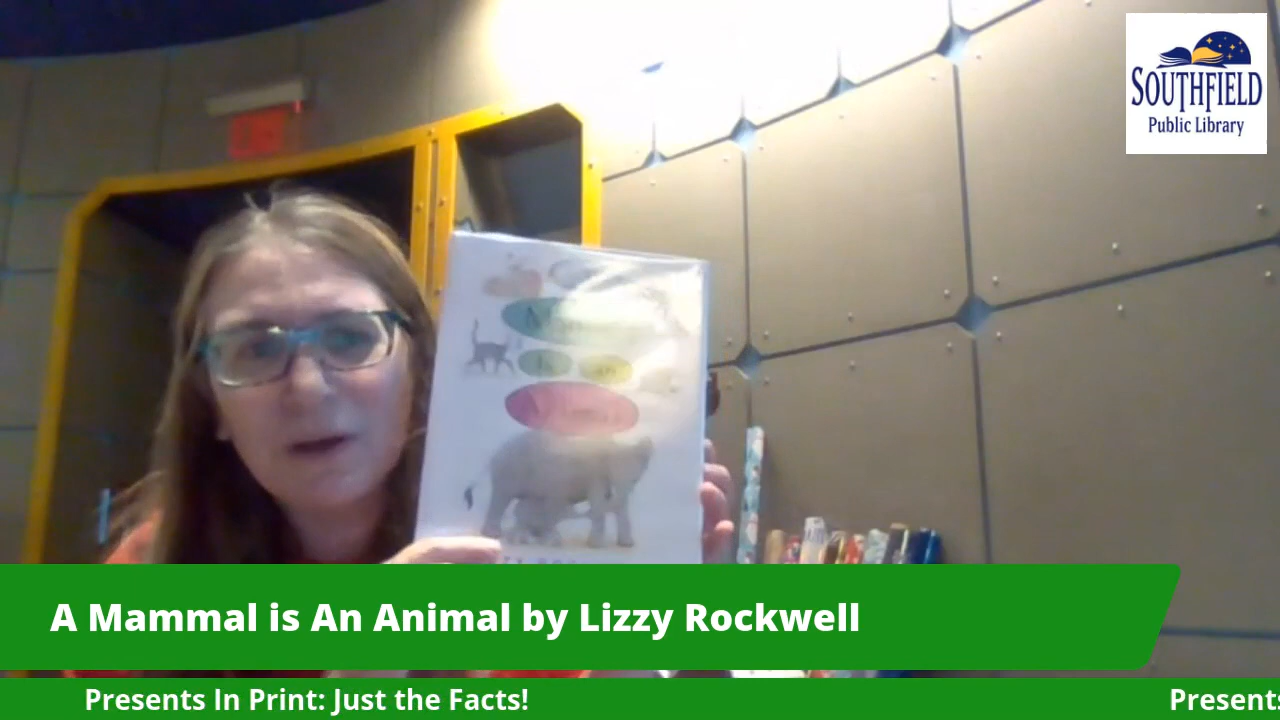 SOUTHFIELD
Public Library
A Mammal is An Animal by Lizzy Rockwell
Presents In Print: Just the Facts!
Presents